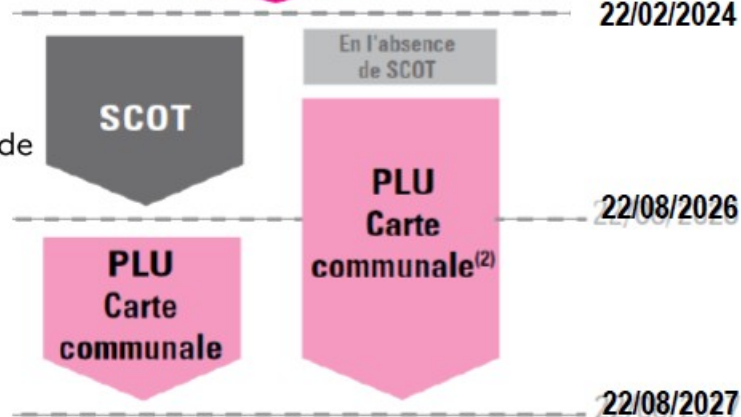 22/02/2024
En l'absence
de SCOT
SCOT
de
PLU
Carte
communale(2)
22/08/2026
PLU
Carte
communale
22/08/2027